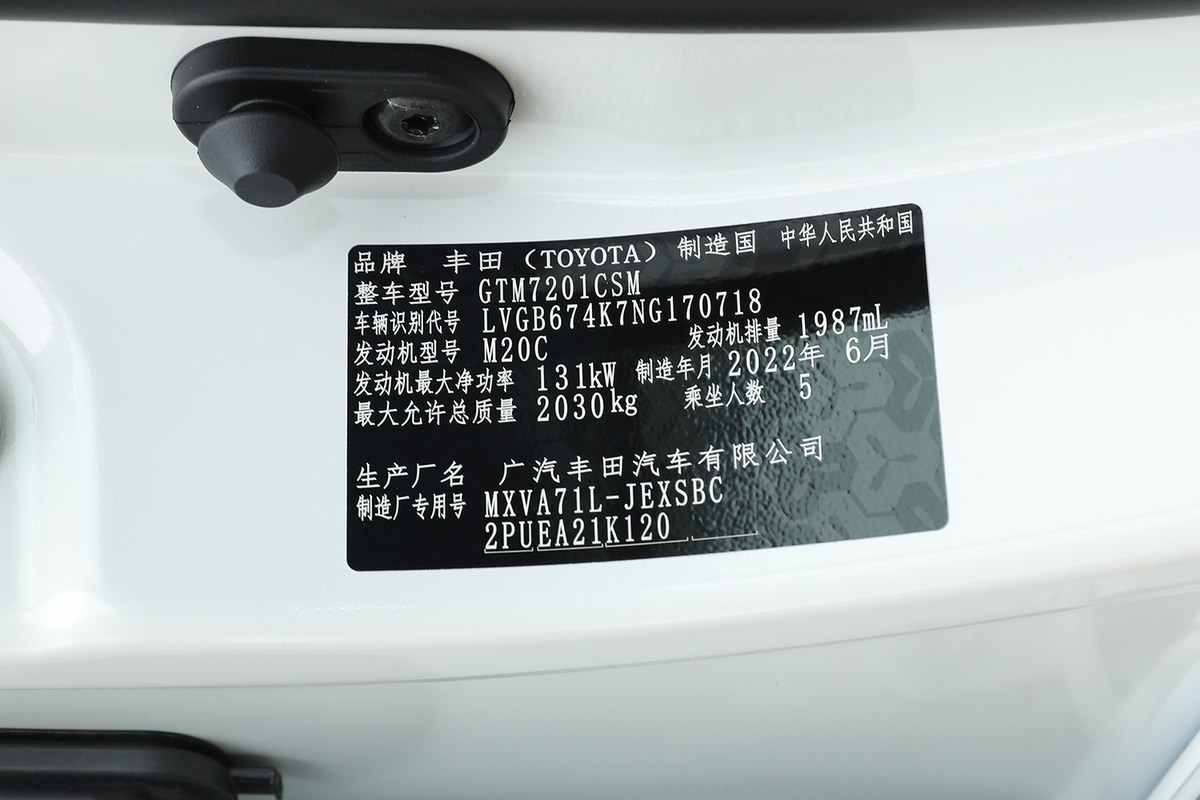 品牌 丰田（TOYOTA） 制造国 中华人民共和国
整车型号 GTM7201CSM
车辆识别代号 LVGB674K7NG170718
发动机型号 M20C 发动机排量 1987mL
发动机最大净功率 131kW 制造年月 2022年 6月
最大允许总质量 2030kg 乘坐人数 5
生产厂名 广汽丰田汽车有限公司
制造厂专用号 MXVA71L-JEXSBC
2PUEA21K120